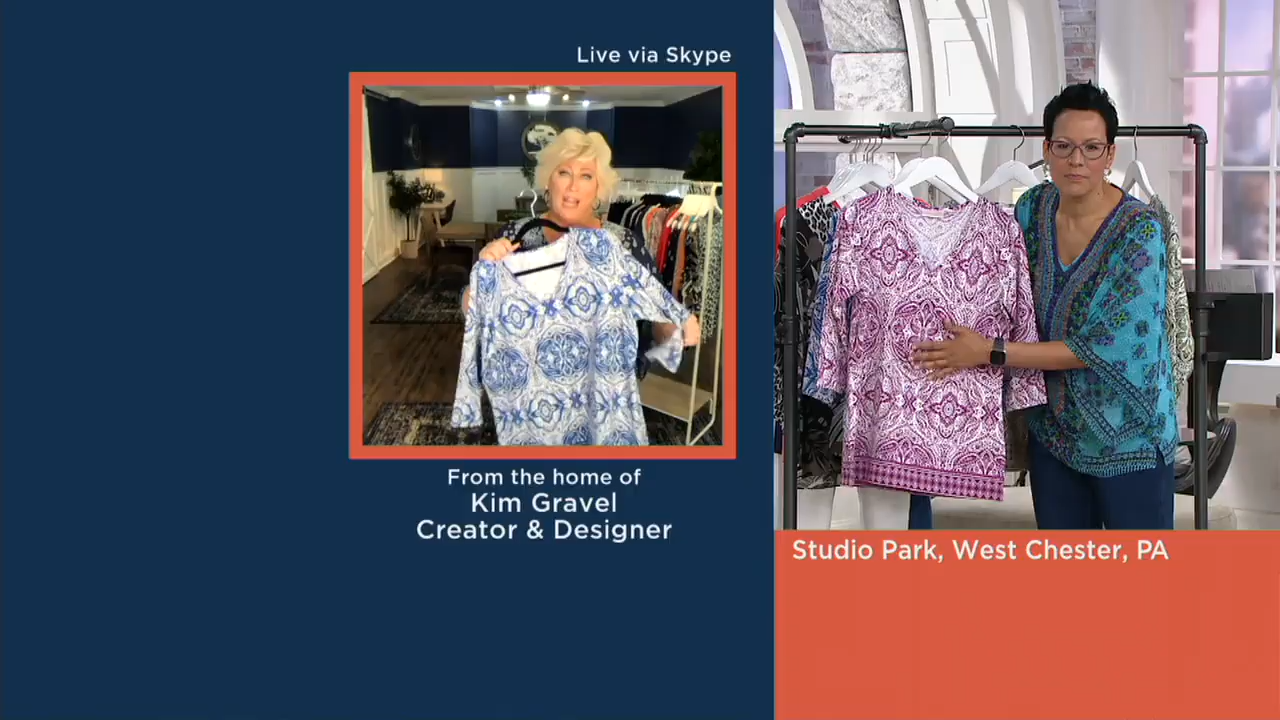 Live via Skype
From the home of
Kim Gravel
Creator & Designer
Studio Park, West Chester, PA